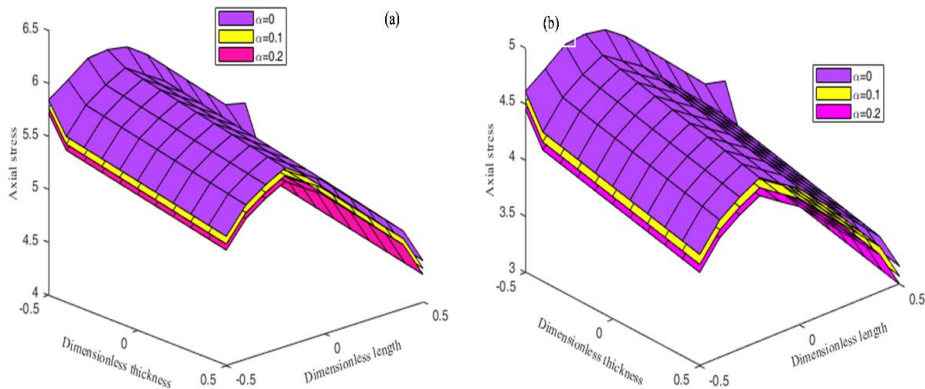 (a)
α=0
α=0.1
α=0.2
Axial stress
6.5
6
5.5
5
4.5
4
-0.5
0
0.5
Dimensionless thickness
-0.5
0
0.5
Dimensionless length
(b)
α=0
α=0.1
α=0.2
Axial stress
5
4.5
4
3.5
3
-0.5
0
0.5
Dimensionless thickness
-0.5
0
0.5
Dimensionless length